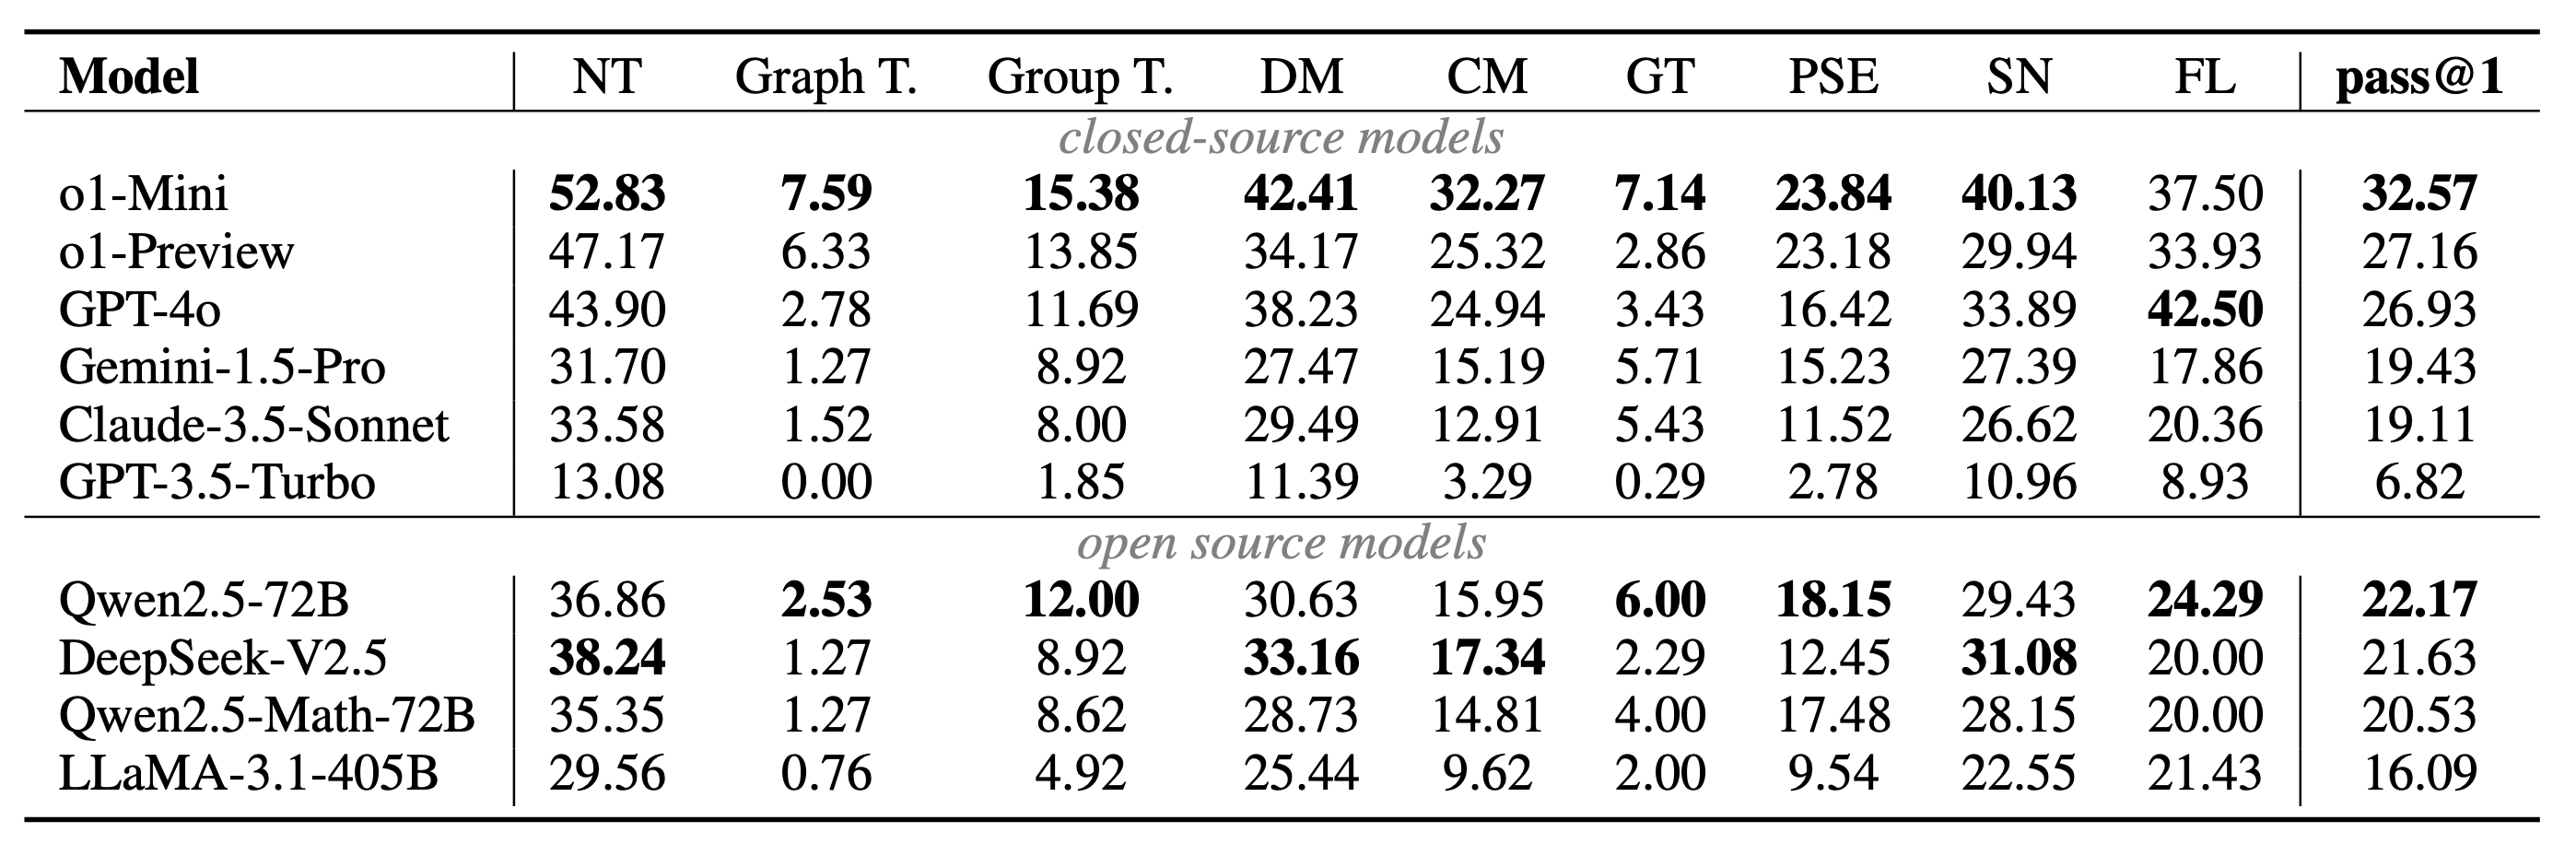 Model NT Graph T. Group T. DM CM GT PSE SN FL pass@1
closed-source models
o1-Mini 52.83 7.59 15.38 42.41 32.27 7.14 23.84 40.13 37.50 32.57
o1-Preview 47.17 6.33 13.85 34.17 25.32 2.86 23.18 29.94 33.93 27.16
GPT-4o 43.90 2.78 11.69 38.23 24.94 3.43 16.42 33.89 42.50 26.93
Gemini-1.5-Pro 31.70 1.27 8.92 27.47 15.19 5.71 15.23 27.39 17.86 19.43
Claude-3.5-Sonnet 33.58 1.52 8.00 29.49 12.91 5.43 11.52 26.62 20.36 19.11
GPT-3.5-Turbo 13.08 0.00 1.85 11.39 3.29 0.29 2.78 10.96 8.93 6.82
open source models
Qwen2.5-72B 36.86 2.53 12.00 30.63 15.95 6.00 18.15 29.43 24.29 22.17
DeepSeek-V2.5 38.24 1.27 8.92 33.16 17.34 2.29 12.45 31.08 20.00 21.63
Qwen2.5-Math-72B 35.35 1.27 8.62 28.73 14.81 4.00 17.48 28.15 20.00 20.53
LLaMA-3.1-405B 29.56 0.76 4.92 25.44 9.62 2.00 9.54 22.55 21.43 16.09